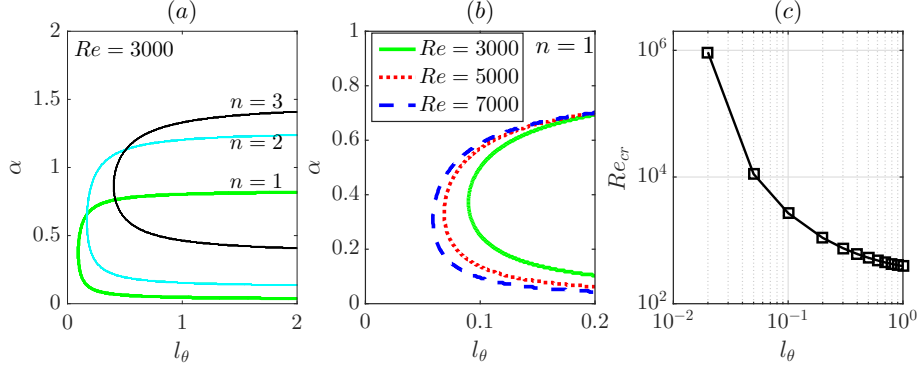 (a)
Re = 3000
n = 3
n = 2
n = 1
α
2
1.5
1
0.5
0
0 1 2
l_θ
(b)
Re = 3000
Re = 5000
Re = 7000
n = 1
α
1
0.8
0.6
0.4
0.2
0
0 0.1 0.2
l_θ
(c)
Re_cr
10^6
10^4
10^2
10^-2 10^-1 10^0
l_θ